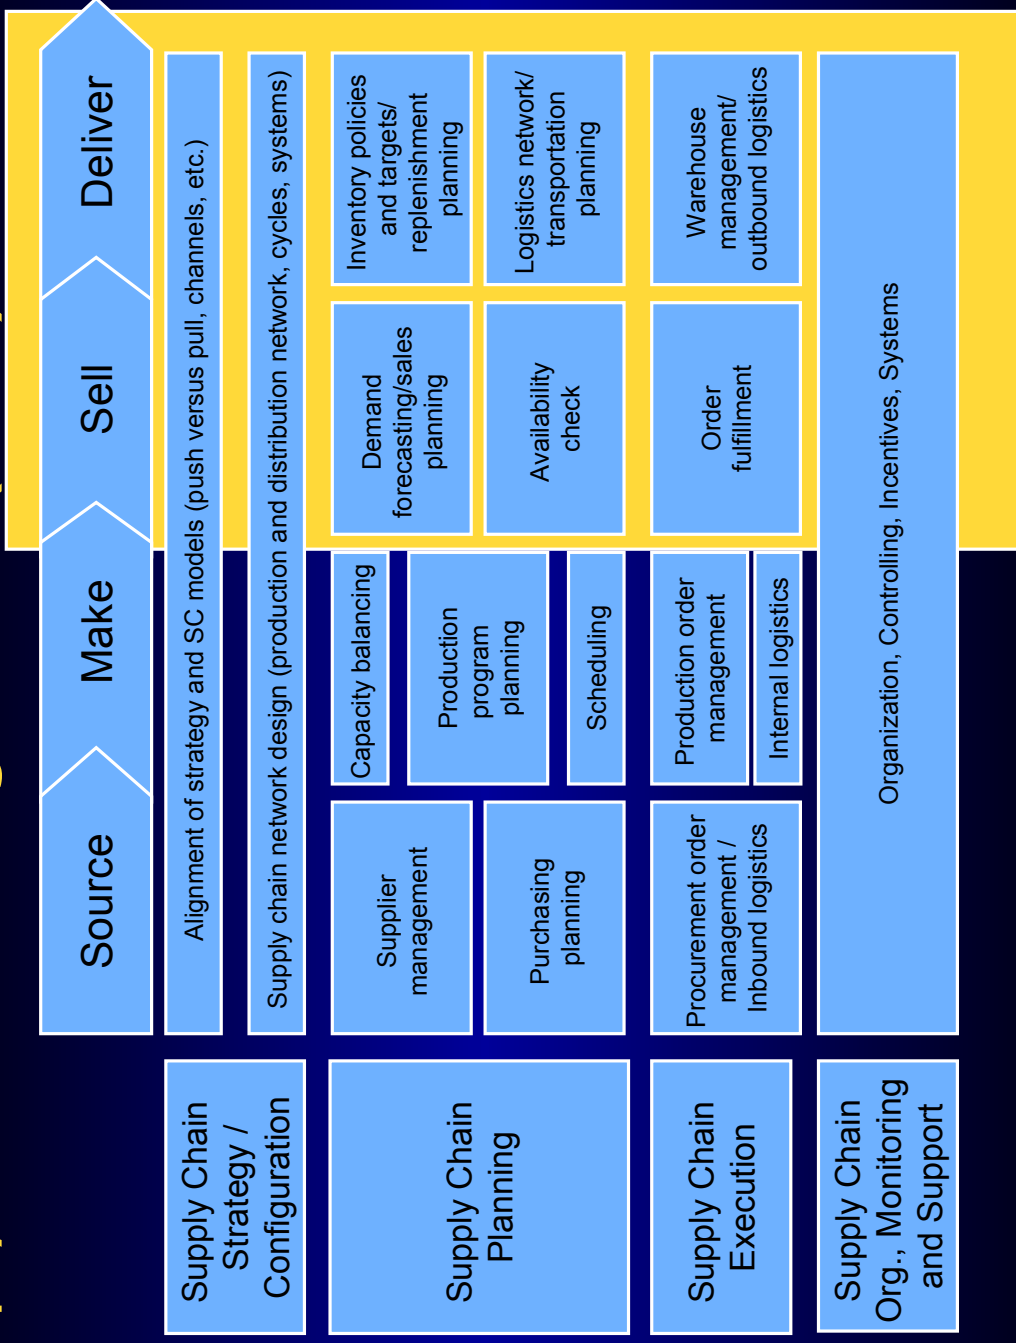 Source
Make
Sell
Deliver
Supply Chain
Strategy /
Configuration
Alignment of strategy and SC models (push versus pull, channels, etc.)
Supply chain network design (production and distribution network, cycles, systems)
Supply Chain
Planning
Supplier
management
Purchasing
planning
Capacity balancing
Production
program
planning
Scheduling
Demand
forecasting/sales
planning
Availability
check
Inventory policies
and targets/
replenishment
planning
Logistics network/
transportation
planning
Supply Chain
Execution
Procurement order
management /
Inbound logistics
Production order
management
Internal logistics
Order
fulfillment
Warehouse
management/
outbound logistics
Supply Chain
Org., Monitoring
and Support
Organization, Controlling, Incentives, Systems